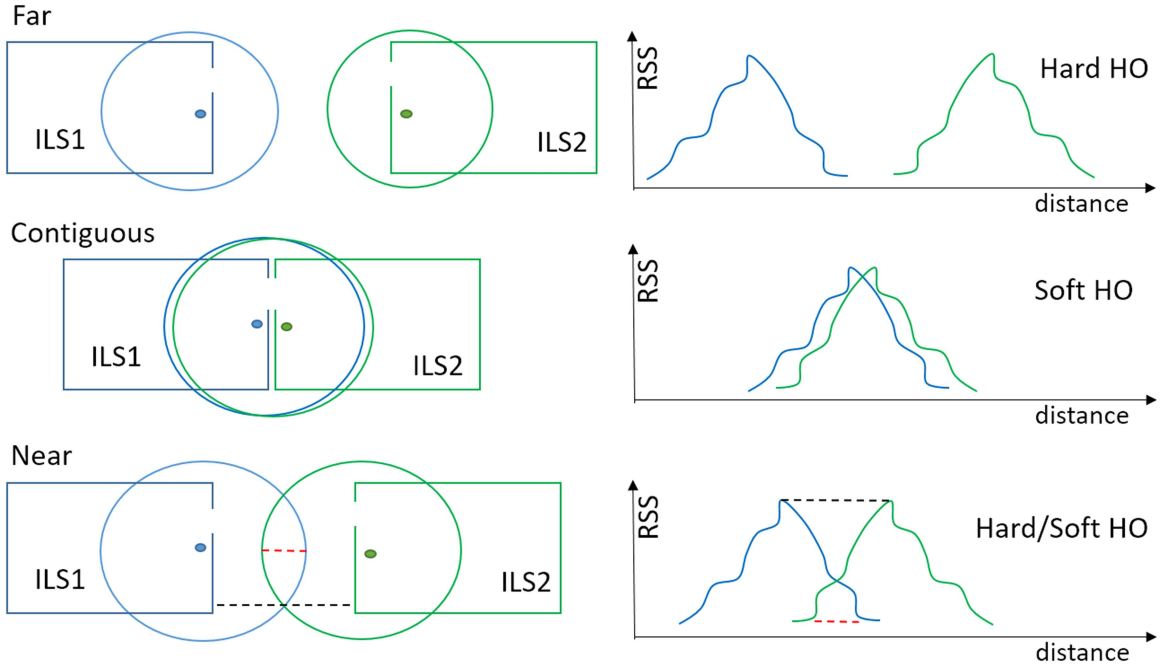 Far
ILS1
ILS2
RSS
Hard HO
distance
Contiguous
ILS1
ILS2
RSS
Soft HO
distance
Near
ILS1
ILS2
RSS
Hard/Soft HO
distance